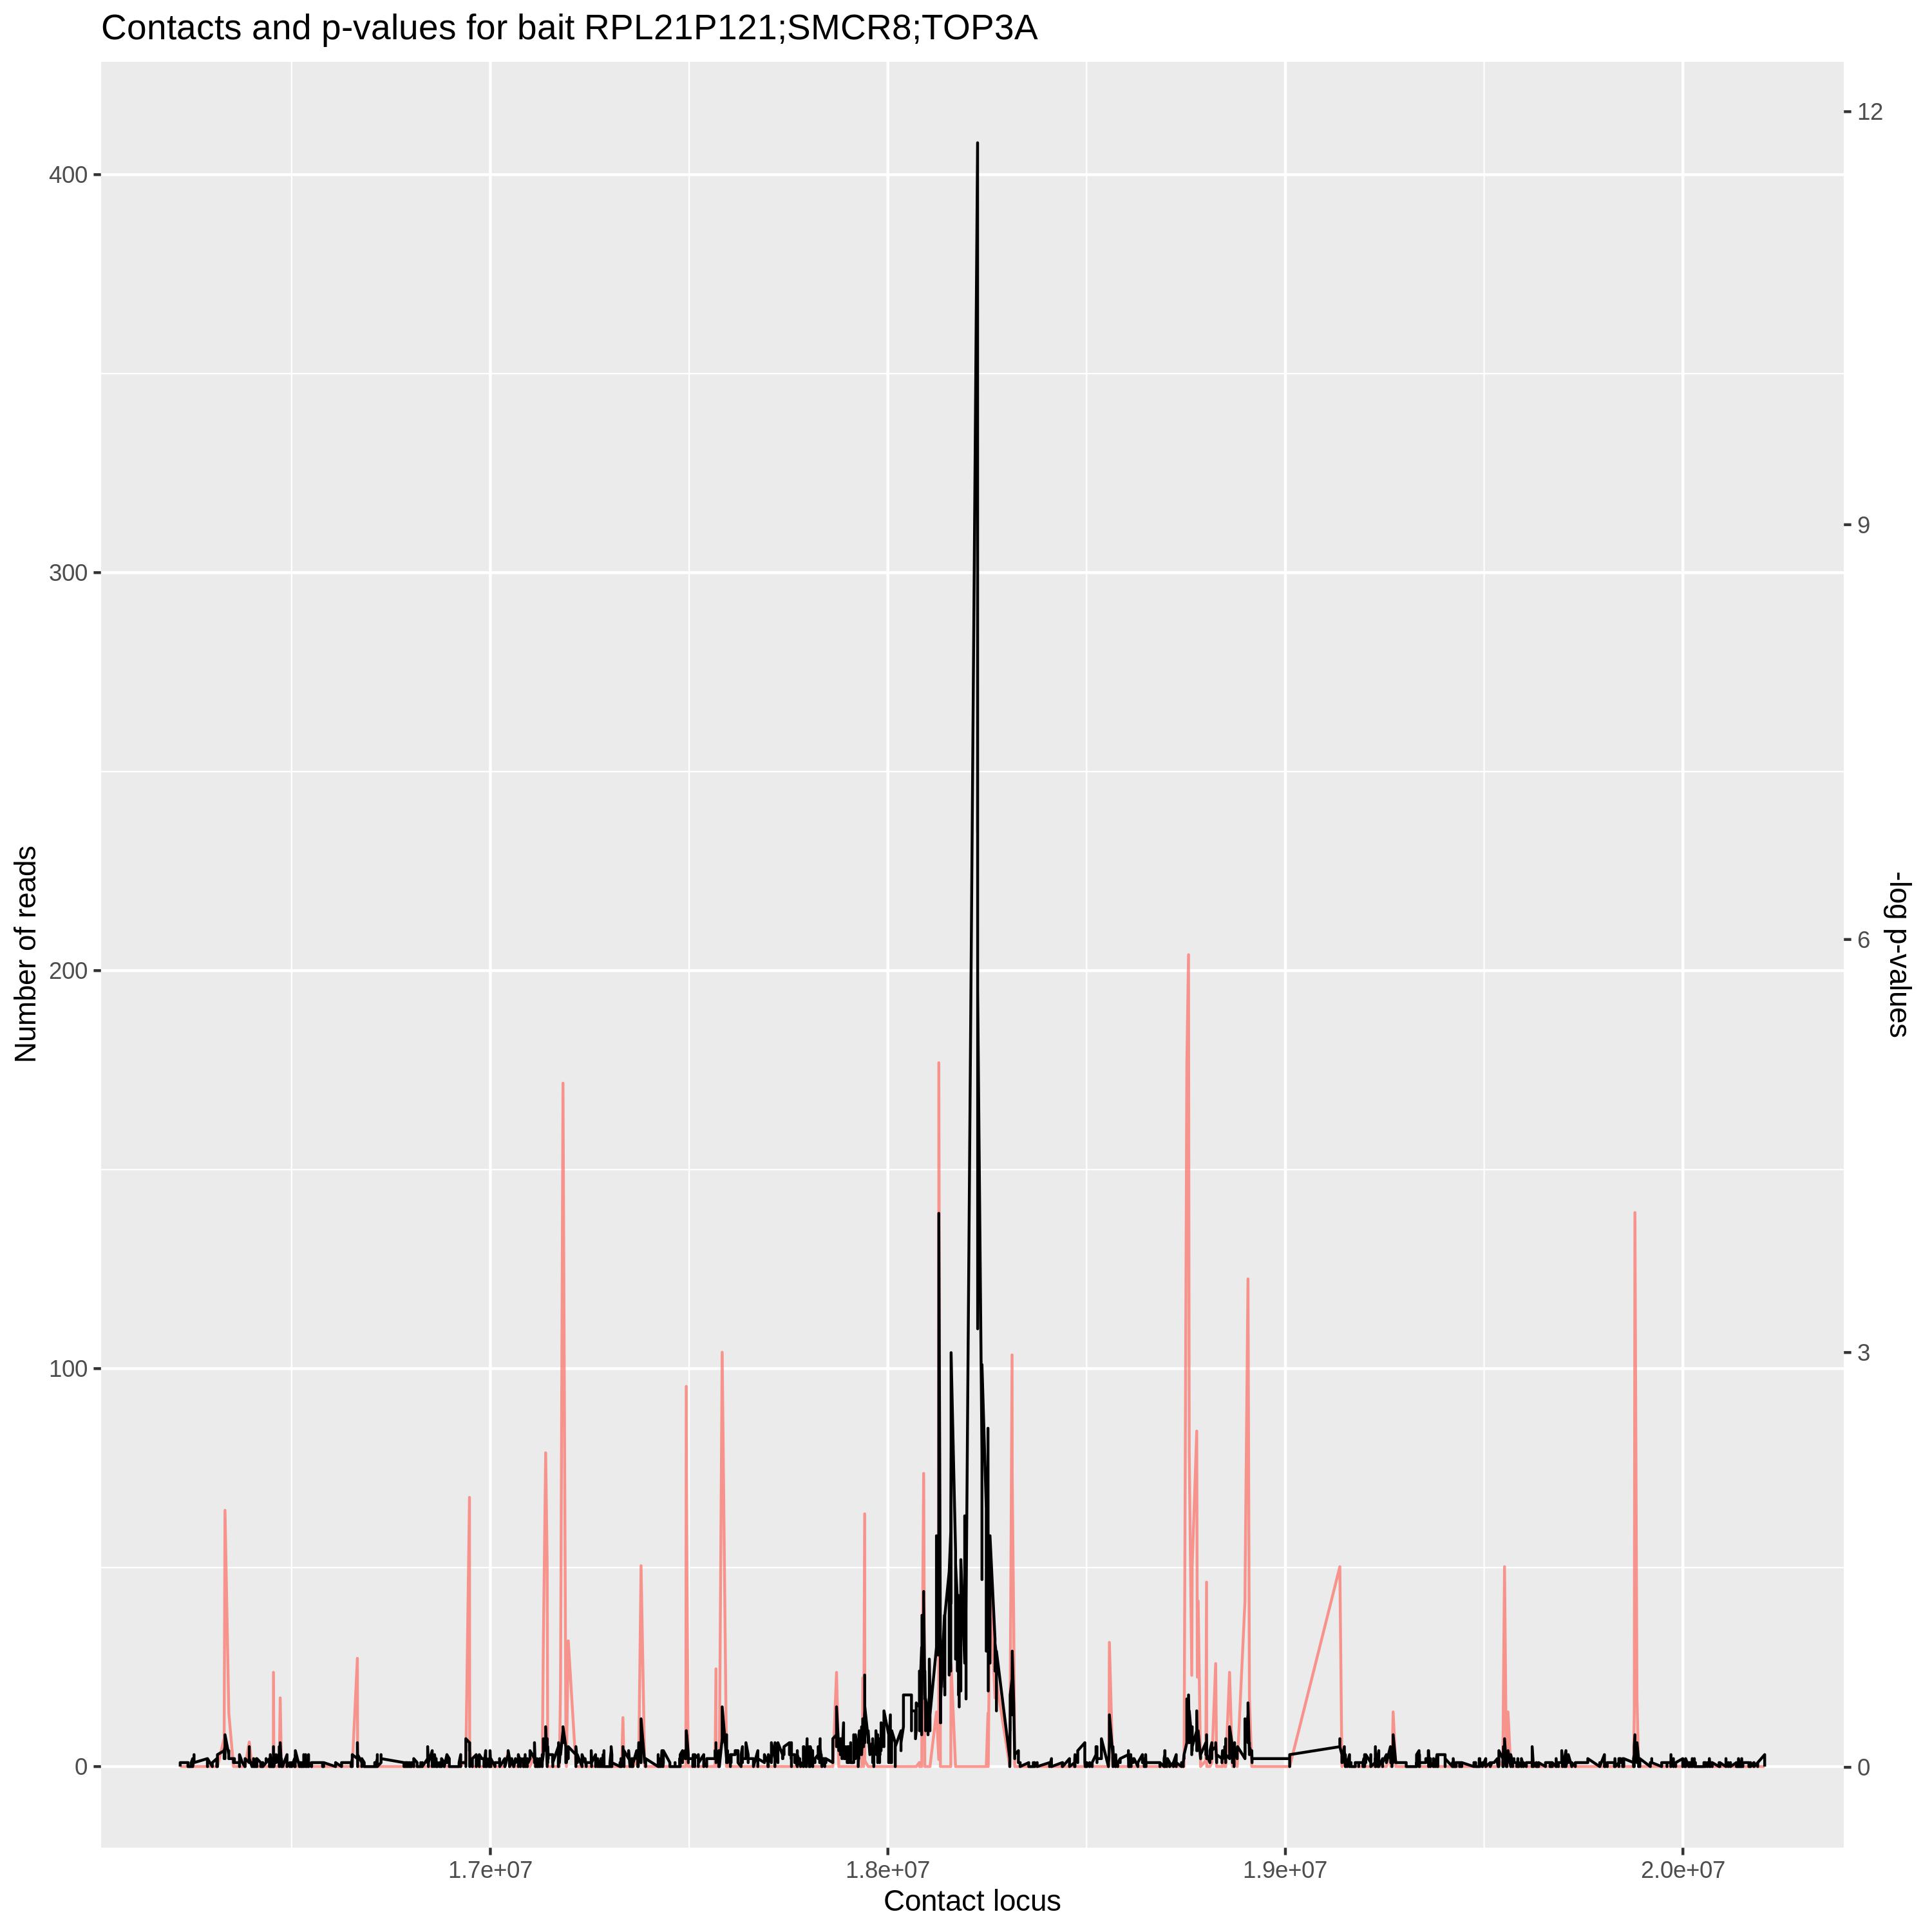 Contacts and p-values for bait RPL21P121;SMCR8;TOP3A
400
300
200
100
0
Number of reads
12
9
6
3
0
-log p-values
1.7e+07
1.8e+07
1.9e+07
2.0e+07
Contact locus